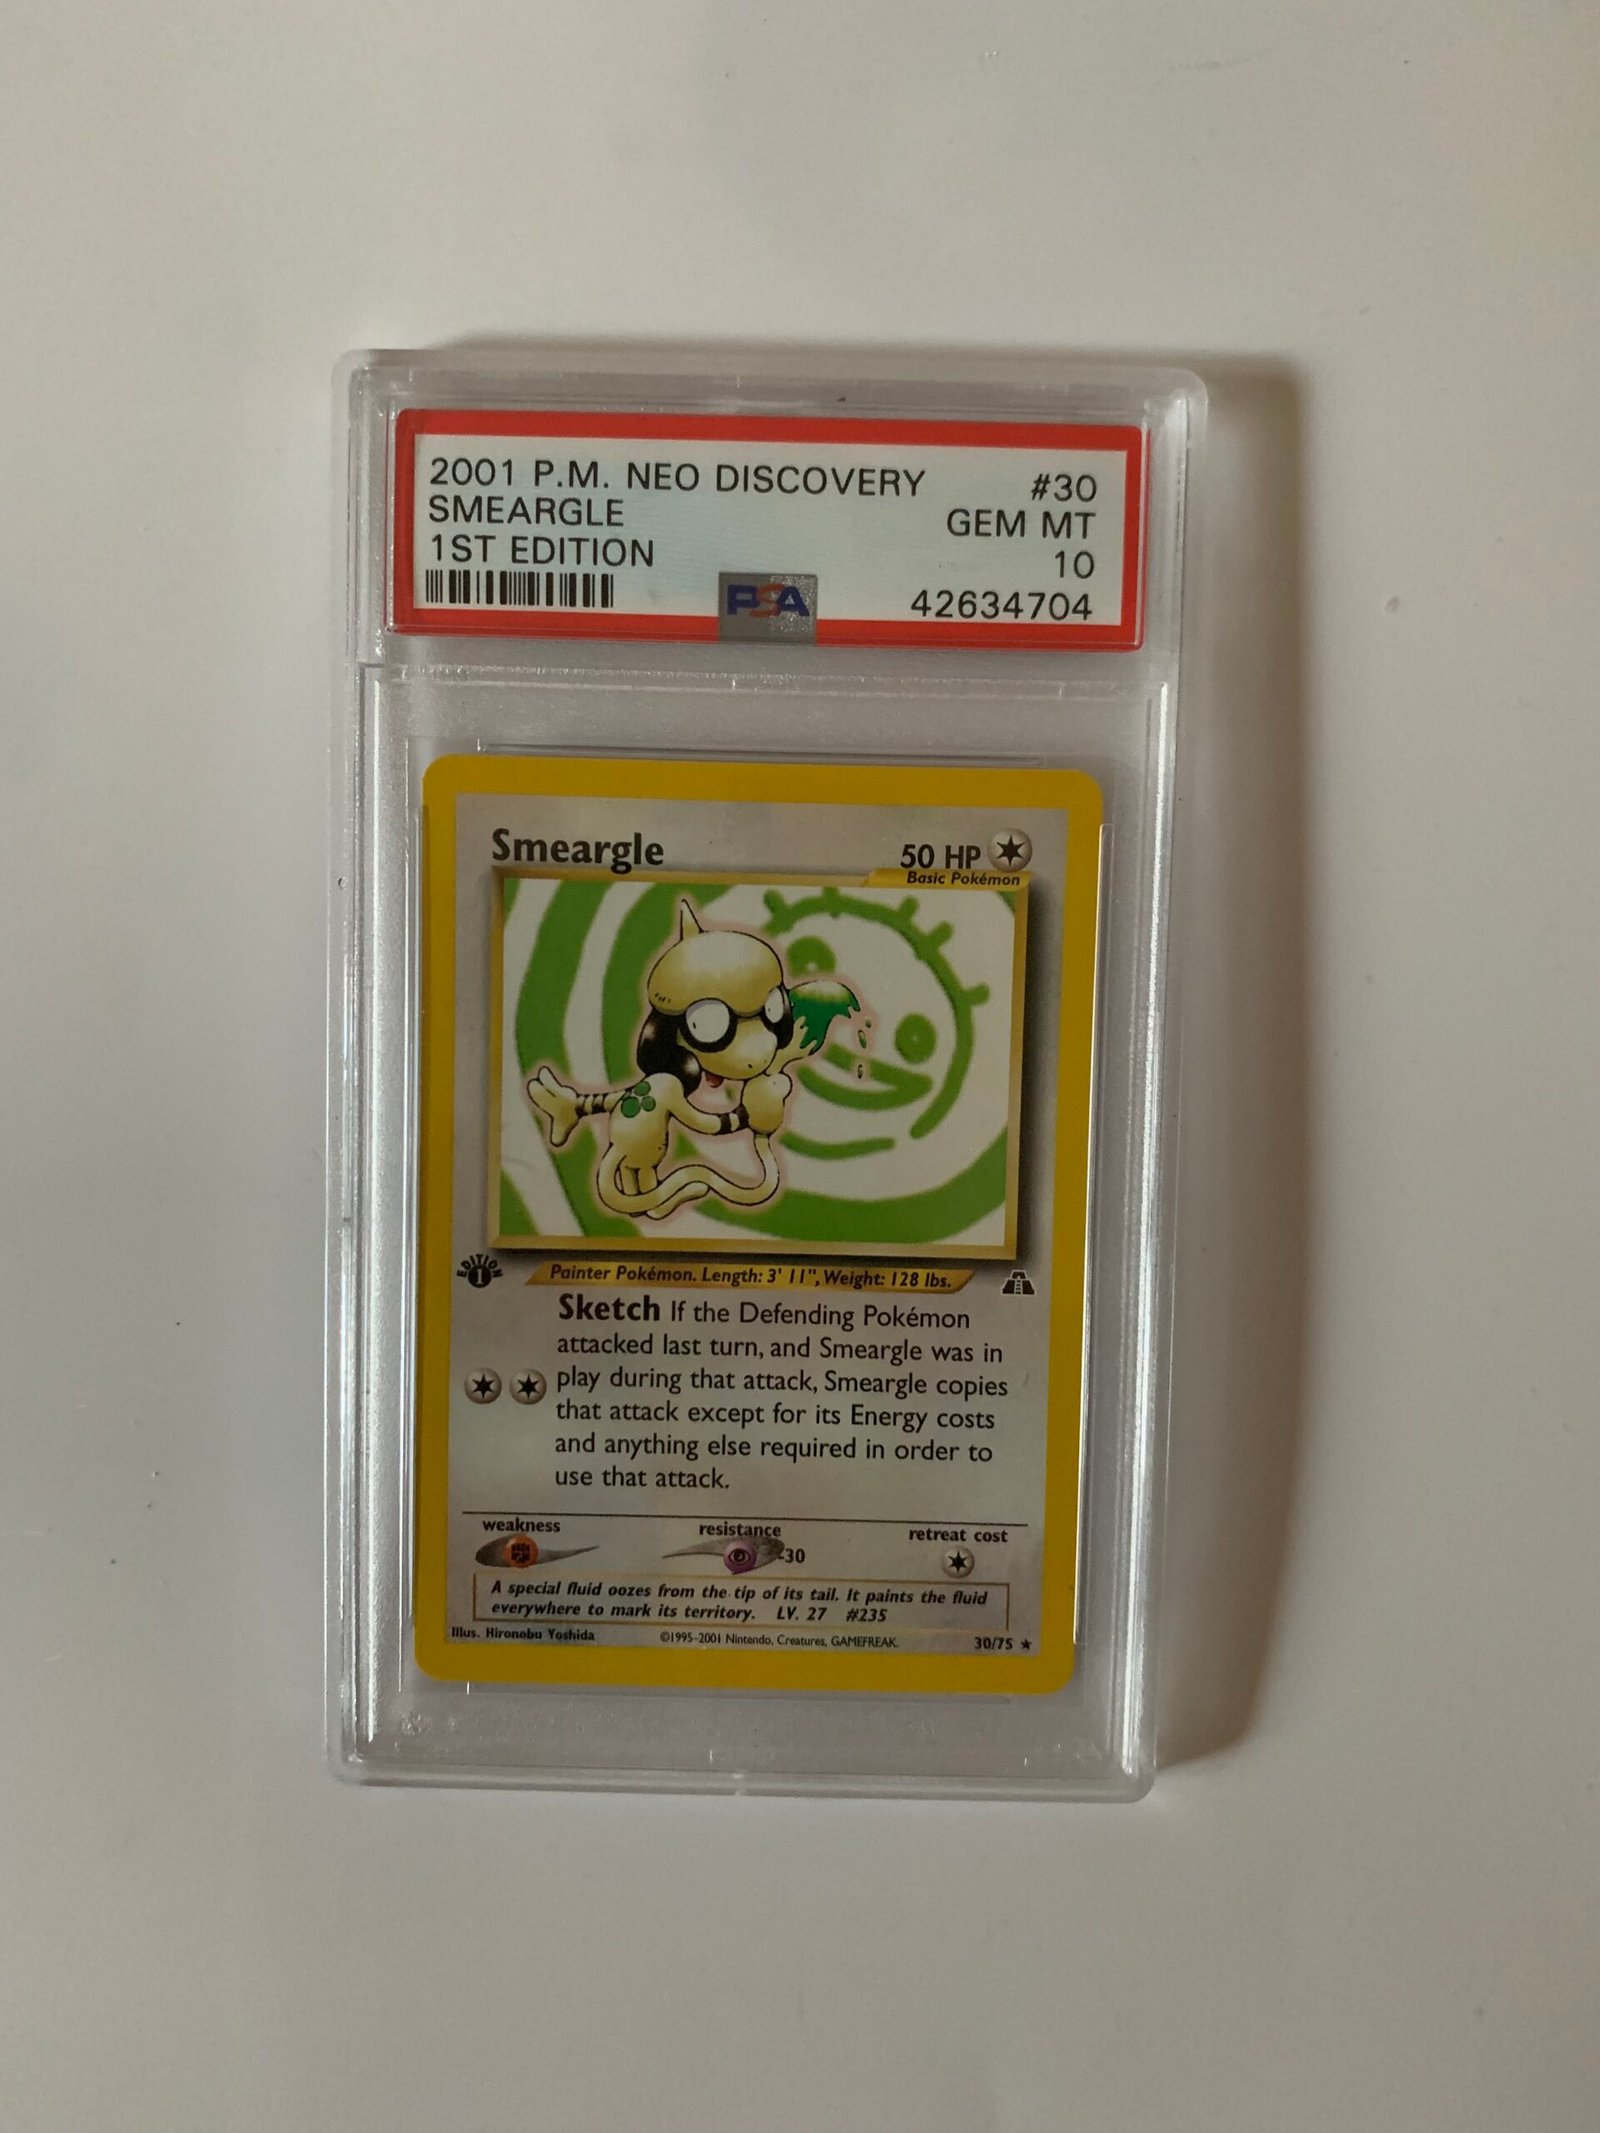 2001 P.M. NEO DISCOVERY #30
SMEARGLE GEM MT
1ST EDITION 10
PSA 42634704
Smeargle 50 HP
Basic Pokémon
EDITION 1
Painter Pokémon. Length: 3' 11", Weight: 128 lbs.
Sketch If the Defending Pokémon
attacked last turn, and Smeargle was in
play during that attack, Smeargle copies
that attack except for its Energy costs
and anything else required in order to
use that attack.
weakness resistance retreat cost
-30
A special fluid oozes from the tip of its tail. It paints the fluid
everywhere to mark its territory. LV. 27 #235
Illus. Hironobu Yoshida ©1995-2001 Nintendo, Creatures, GAMEFREAK. 30/75 ★